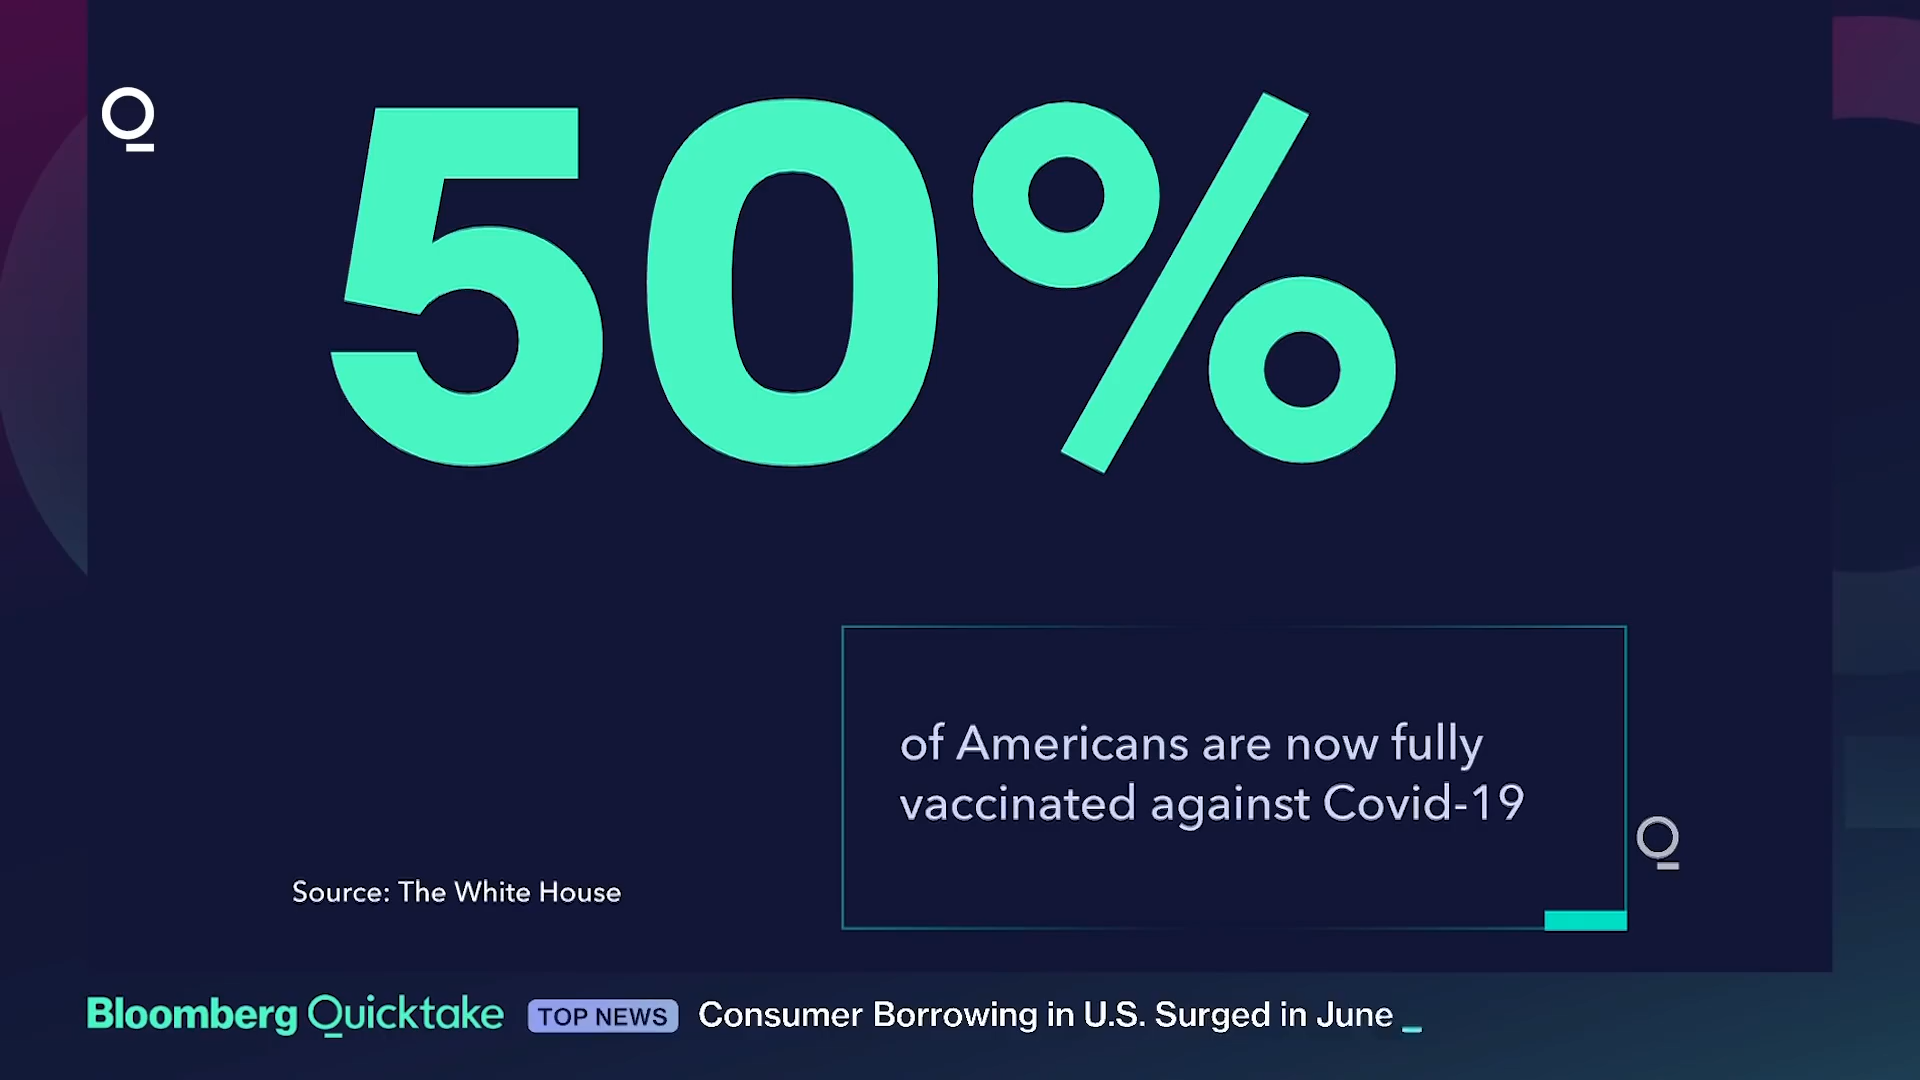 50%
of Americans are now fully
vaccinated against Covid-19
Source: The White House
Bloomberg Quicktake TOP NEWS Consumer Borrowing in U.S. Surged in June _